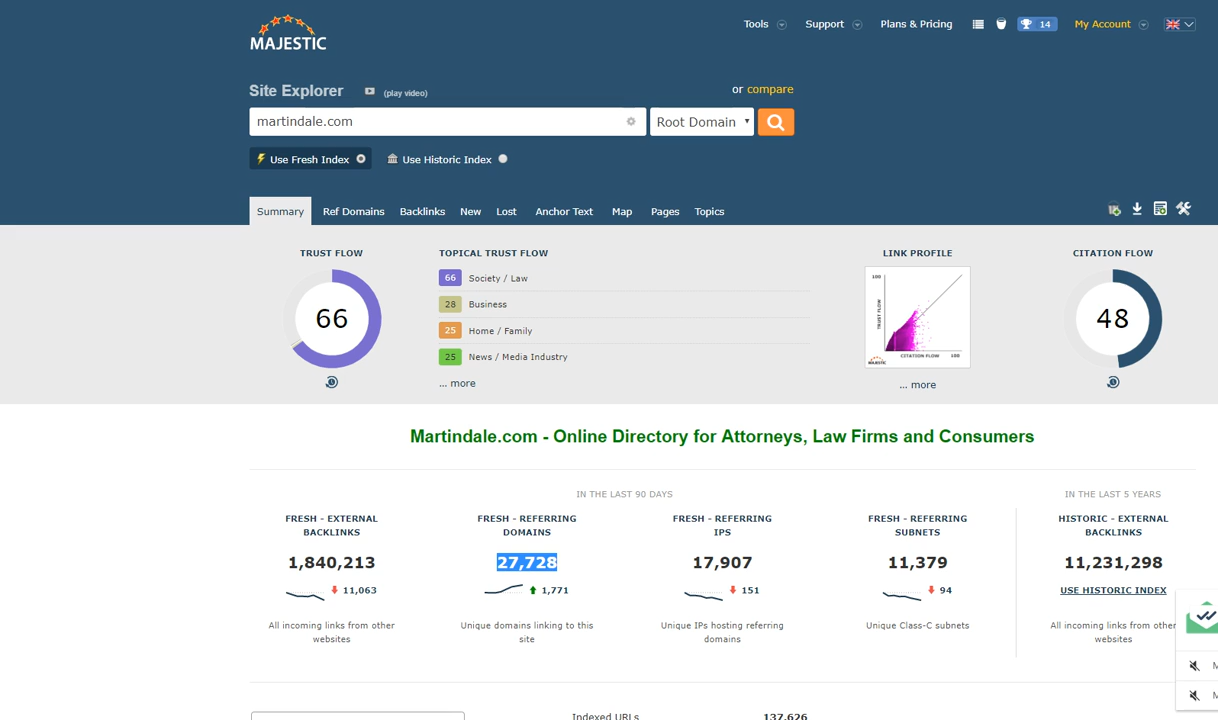 MAJESTIC
Tools
Support
Plans & Pricing
14
My Account
Site Explorer
(play video)
or compare
martindale.com
Root Domain
Use Fresh Index
Use Historic Index
Summary
Ref Domains
Backlinks
New
Lost
Anchor Text
Map
Pages
Topics
TRUST FLOW
66
TOPICAL TRUST FLOW
66 Society / Law
28 Business
25 Home / Family
25 News / Media Industry
... more
LINK PROFILE
100
TRUST FLOW
MAJESTIC
CITATION FLOW
100
... more
CITATION FLOW
48
Martindale.com - Online Directory for Attorneys, Law Firms and Consumers
IN THE LAST 90 DAYS
IN THE LAST 5 YEARS
FRESH - EXTERNAL
BACKLINKS
1,840,213
11,063
All incoming links from other
websites
FRESH - REFERRING
DOMAINS
27,728
1,771
Unique domains linking to this
site
FRESH - REFERRING
IPS
17,907
151
Unique IPs hosting referring
domains
FRESH - REFERRING
SUBNETS
11,379
94
Unique Class-C subnets
HISTORIC - EXTERNAL
BACKLINKS
11,231,298
USE HISTORIC INDEX
All incoming links from other
websites
M
M
Indexed URLs
137,626